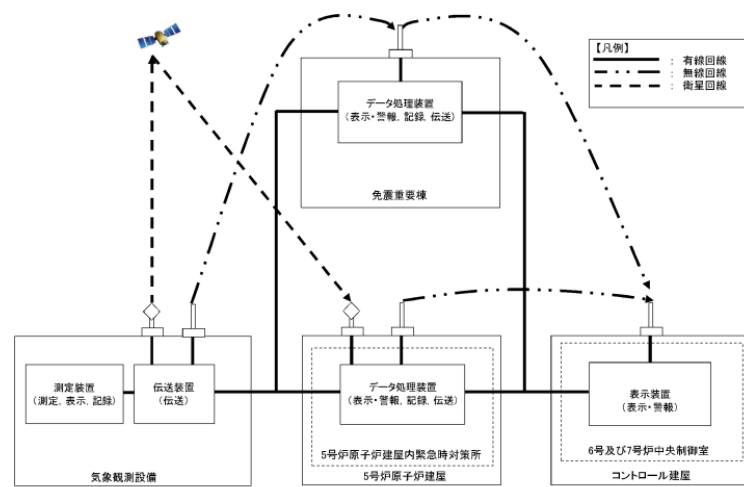 【凡例】
： 有線回線
： 無線回線
： 衛星回線
データ処理装置
（表示・警報，記録，伝送）
免震重要棟
測定装置
（測定，表示，記録）
伝送装置
（伝送）
気象観測設備
データ処理装置
（表示・警報，記録，伝送）
5号炉原子炉建屋内緊急時対策所
5号炉原子炉建屋
表示装置
（表示・警報）
6号及び7号炉中央制御室
コントロール建屋